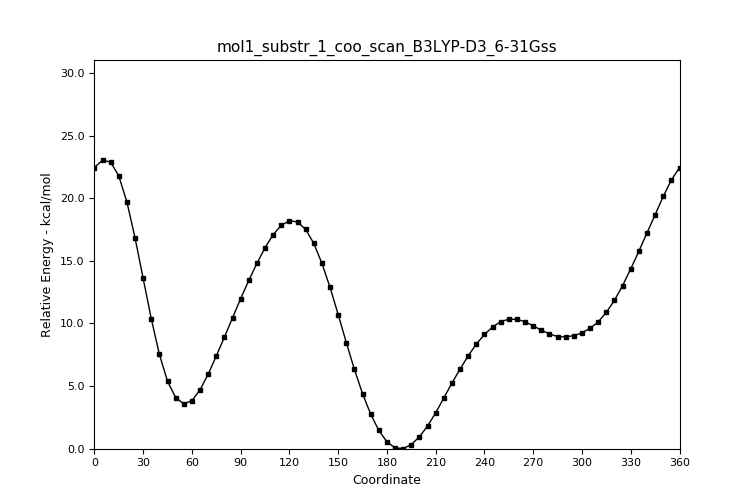 mol1_substr_1_coo_scan_B3LYP-D3_6-31Gss
30.0
25.0
20.0
15.0
10.0
5.0
0.0
Relative Energy - kcal/mol
0 30 60 90 120 150 180 210 240 270 300 330 360
Coordinate